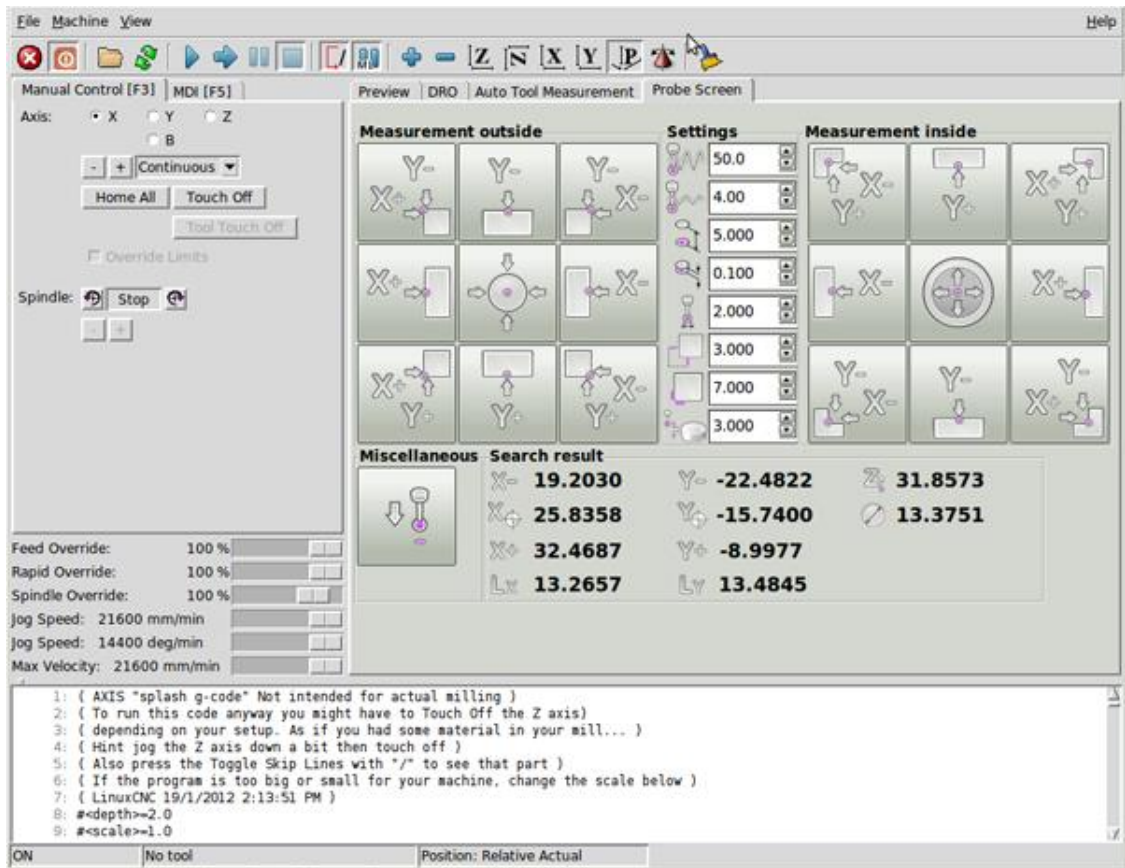 File Machine View Help
Z N X Y P
Manual Control [F3] MDI [F5]
Axis: X Y Z
B
- + Continuous
Home All Touch Off
Tool Touch Off
Override Limits
Spindle: Stop
- +
Feed Override: 100 %
Rapid Override: 100 %
Spindle Override: 100 %
Jog Speed: 21600 mm/min
Jog Speed: 14400 deg/min
Max Velocity: 21600 mm/min
Preview DRO Auto Tool Measurement Probe Screen
Measurement outside
Y- Y- Y-
X+ X-
X+ X-
X+ X-
Y+ Y+ Y+
Settings
50.0
4.00
5.000
0.100
2.000
3.000
7.000
3.000
Measurement inside
X- X+
Y+ Y+ Y+
X- X+
Y- Y- Y-
X- X+
Miscellaneous
Search result
X- 19.2030 Y- -22.4822 Z 31.8573
X 25.8358 Y -15.7400 13.3751
X+ 32.4687 Y+ -8.9977
Lx 13.2657 Ly 13.4845
1: ( AXIS "splash g-code" Not intended for actual milling )
2: ( To run this code anyway you might have to Touch Off the Z axis)
3: ( depending on your setup. As if you had some material in your mill... )
4: ( Hint jog the Z axis down a bit then touch off )
5: ( Also press the Toggle Skip Lines with "/" to see that part )
6: ( If the program is too big or small for your machine, change the scale below )
7: ( LinuxCNC 19/1/2012 2:13:51 PM )
8: #<depth>=2.0
9: #<scale>=1.0
ON No tool Position: Relative Actual